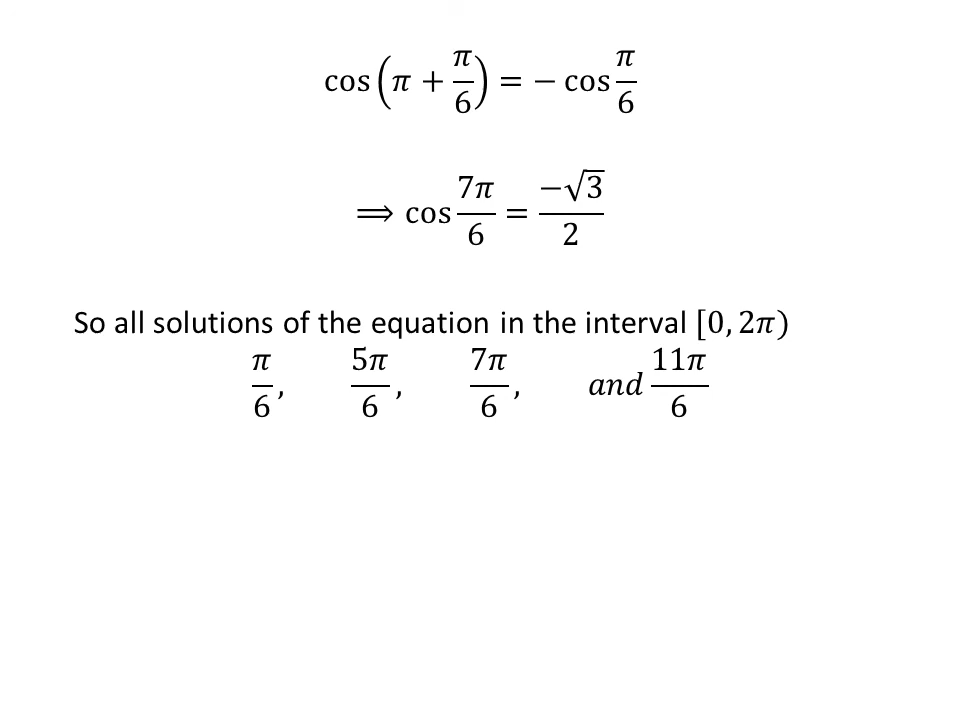 cos(π + π/6) = − cos π/6
⟹ cos 7π/6 = −√3/2
So all solutions of the equation in the interval [0, 2π)
π/6, 5π/6, 7π/6, and 11π/6